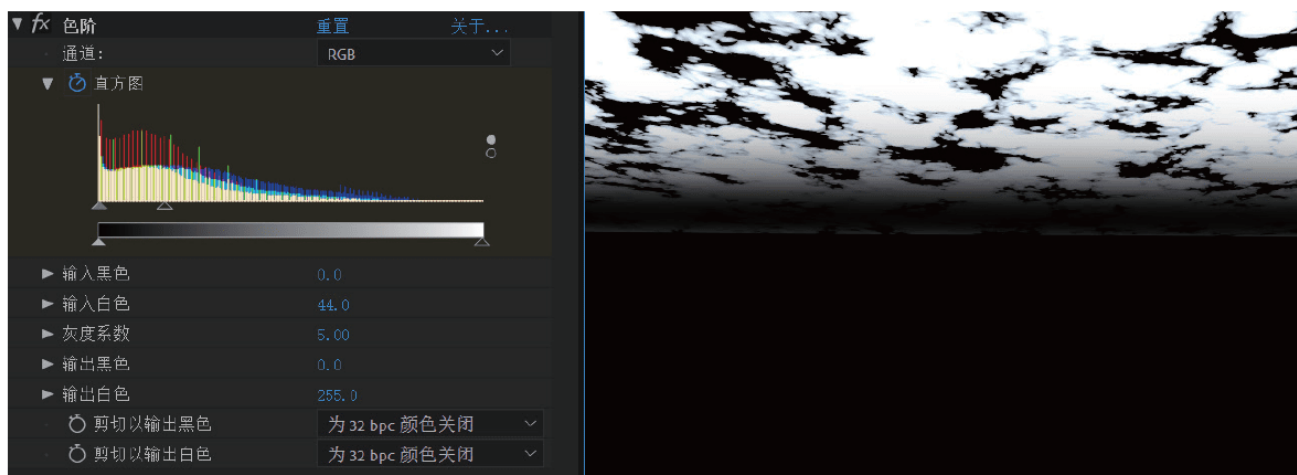 fx 色阶 重置 关于...
通道: RGB
直方图
输入黑色 0.0
输入白色 44.0
灰度系数 5.00
输出黑色 0.0
输出白色 255.0
剪切以输出黑色 为 32 bpc 颜色关闭
剪切以输出白色 为 32 bpc 颜色关闭